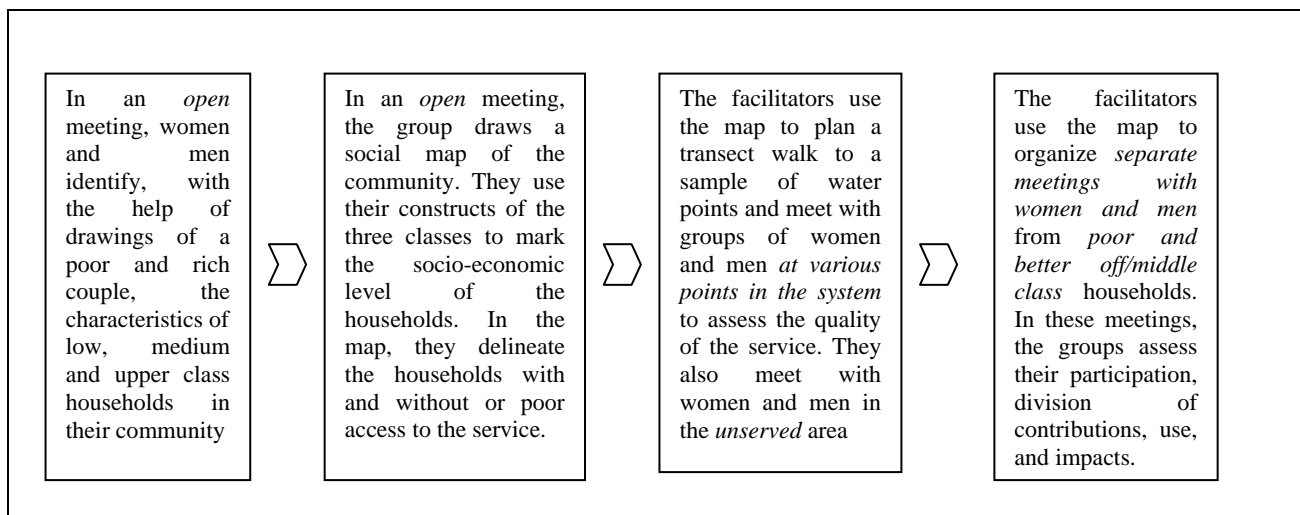 In an open
meeting, women
and men
identify, with
the help of
drawings of a
poor and rich
couple, the
characteristics of
low, medium
and upper class
households in
their community
In an open meeting,
the group draws a
social map of the
community. They use
their constructs of the
three classes to mark
the socio-economic
level of the
households. In the
map, they delineate
the households with
and without or poor
access to the service.
The facilitators use
the map to plan a
transect walk to a
sample of water
points and meet with
groups of women
and men at various
points in the system
to assess the quality
of the service. They
also meet with
women and men in
the unserved area
The facilitators
use the map to
organize separate
meetings with
women and men
from poor and
better off/middle
class households.
In these meetings,
the groups assess
their participation,
division of
contributions, use,
and impacts.